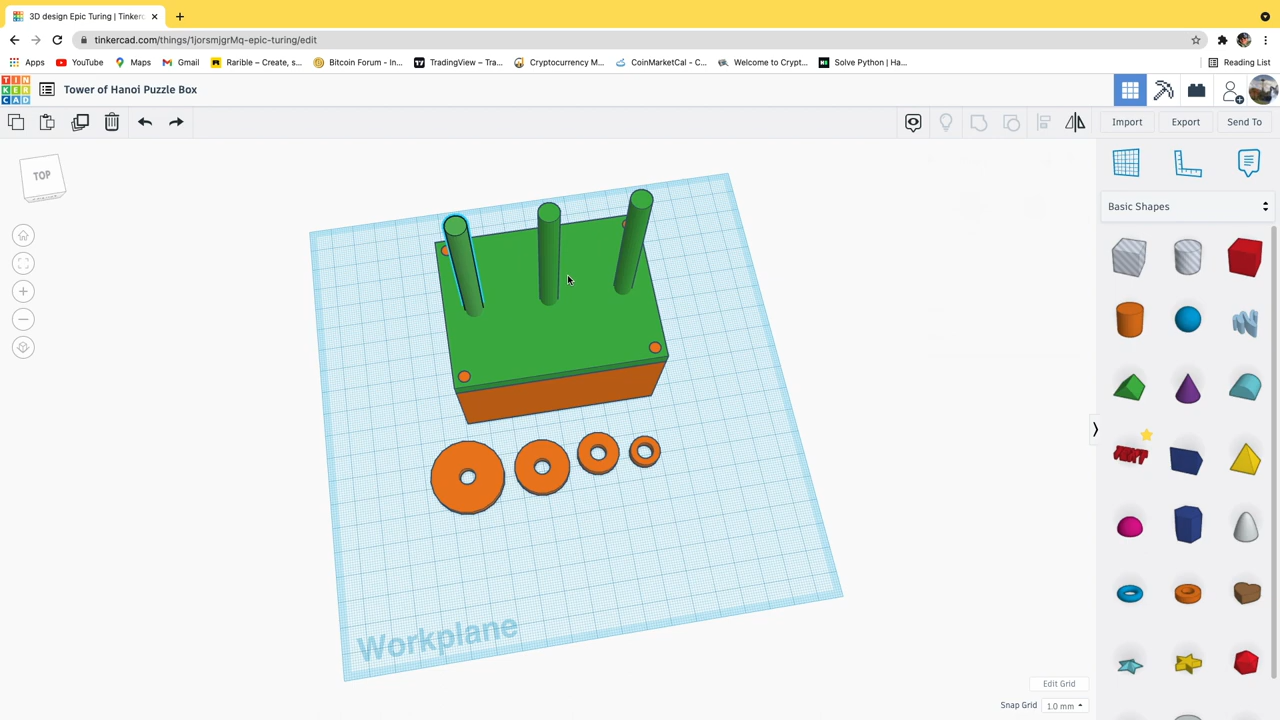 3D design Epic Turing | Tinkerc
tinkercad.com/things/1jorsmjgrMq-epic-turing/edit
Apps YouTube Maps Gmail Rarible – Create, s... Bitcoin Forum - In... TradingView – Tra... Cryptocurrency M... CoinMarketCal - C... Welcome to Crypt... Solve Python | Ha... Reading List
TIN
KER
CAD
Tower of Hanoi Puzzle Box
Import Export Send To
TOP
Basic Shapes
Workplane
Edit Grid
Snap Grid 1.0 mm